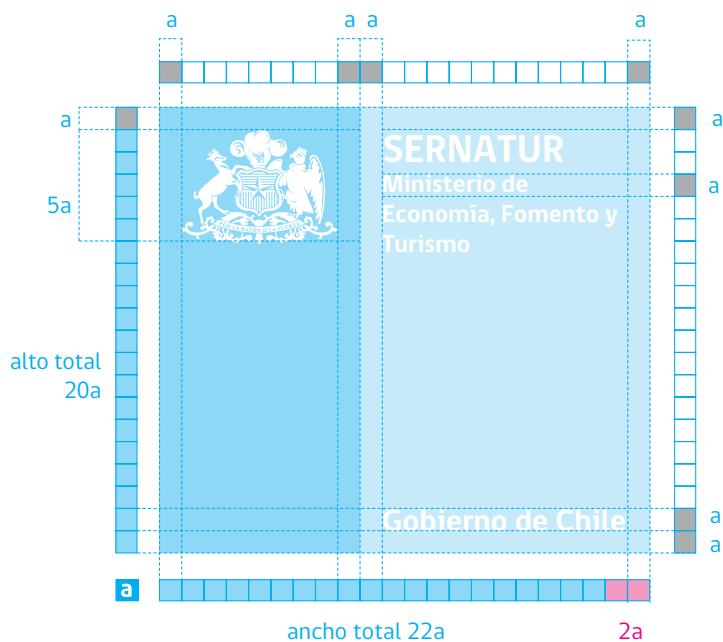 a
a
a
a
a
SERNATUR
a
Ministerio de
a
5a
Economía, Fomento y
Turismo
alto total
20a
Gobierno de Chile
a
a
a
ancho total 22a
2a